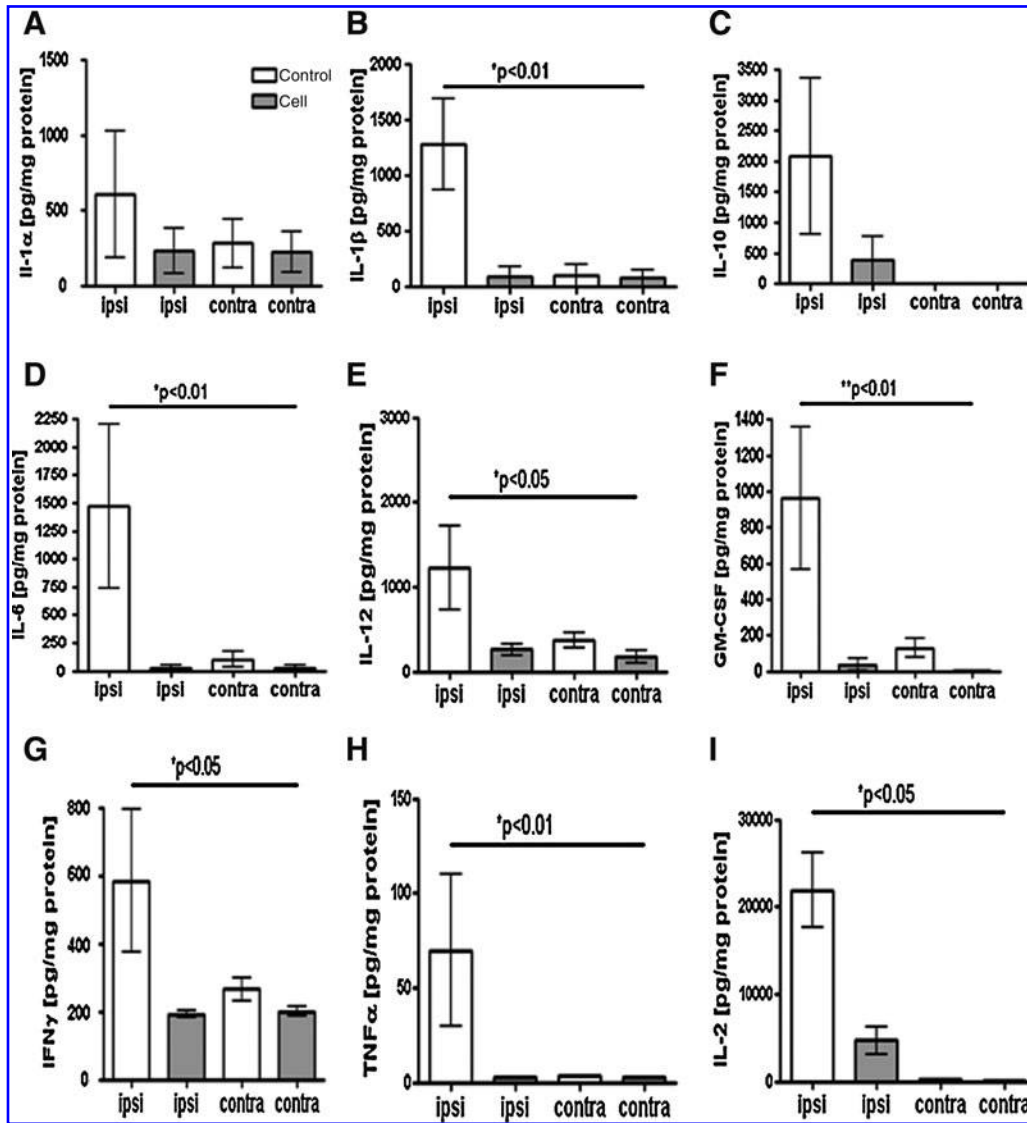 A
Il-1α [pg/mg protein]
1500
1000
500
0
ipsi ipsi contra contra
Control
Cell
B
IL-1β [pg/mg protein]
2000
1500
1000
500
0
*p<0.01
ipsi ipsi contra contra
C
IL-10 [pg/mg protein]
3500
3000
2500
2000
1500
1000
500
0
ipsi ipsi contra contra
D
IL-6 [pg/mg protein]
2250
2000
1750
1500
1250
1000
750
500
250
0
*p<0.01
ipsi ipsi contra contra
E
IL-12 [pg/mg protein]
3000
2000
1000
0
*p<0.05
ipsi ipsi contra contra
F
GM-CSF [pg/mg protein]
1400
1200
1000
800
600
400
200
0
**p<0.01
ipsi ipsi contra contra
G
IFNγ [pg/mg protein]
800
600
400
200
0
*p<0.05
ipsi ipsi contra contra
H
TNFα [pg/mg protein]
150
100
50
0
*p<0.01
ipsi ipsi contra contra
I
IL-2 [pg/mg protein]
30000
20000
10000
0
*p<0.05
ipsi ipsi contra contra